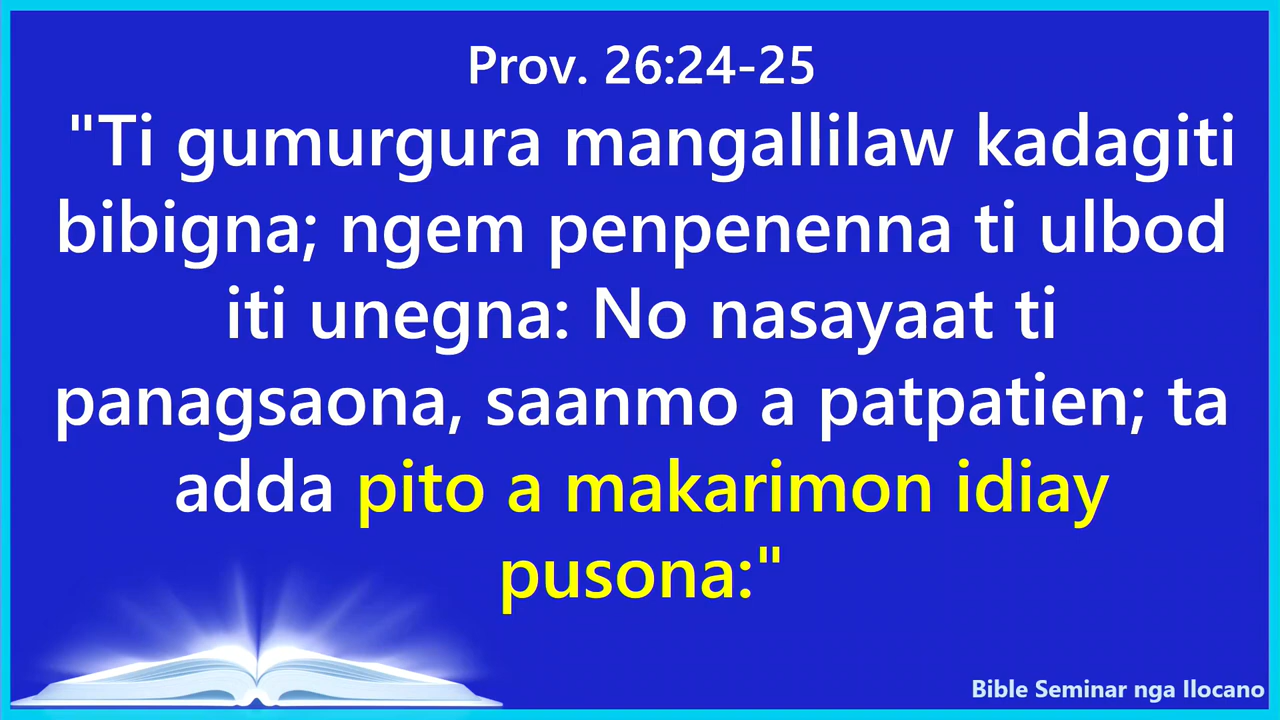 Prov. 26:24-25
"Ti gumurgura mangallilaw kadagiti
bibigna; ngem penpenenna ti ulbod
iti unegna: No nasayaat ti
panagsaona, saanmo a patpatien; ta
adda pito a makarimon idiay
pusona:"
Bible Seminar nga Ilocano